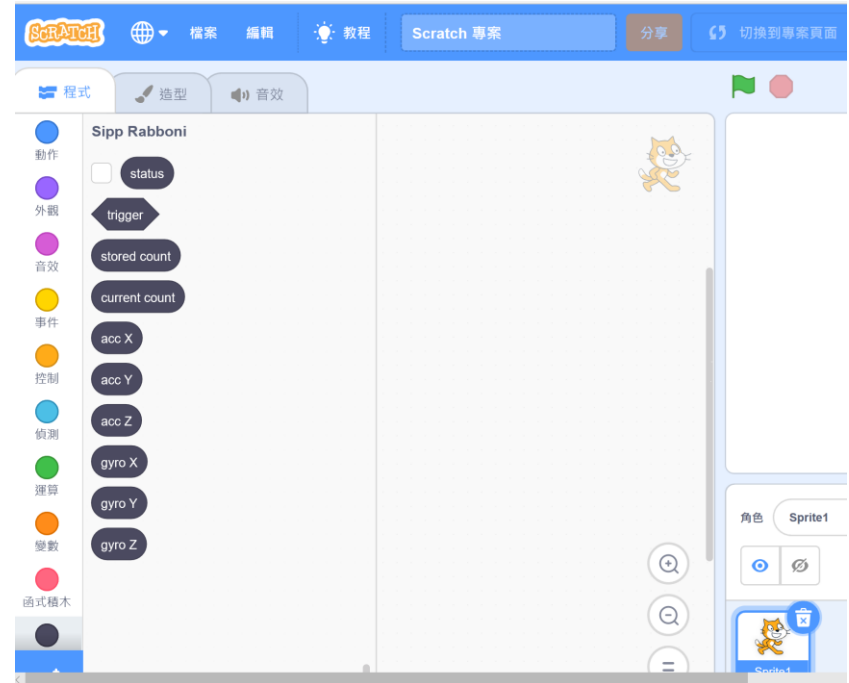 SCRATCH 檔案 編輯 教程 Scratch 專案 分享 切換到專案頁面
程式 造型 音效
動作
外觀
音效
事件
控制
偵測
運算
變數
函式積木
Sipp Rabboni
status
trigger
stored count
current count
acc X
acc Y
acc Z
gyro X
gyro Y
gyro Z
角色 Sprite1
Sprite1